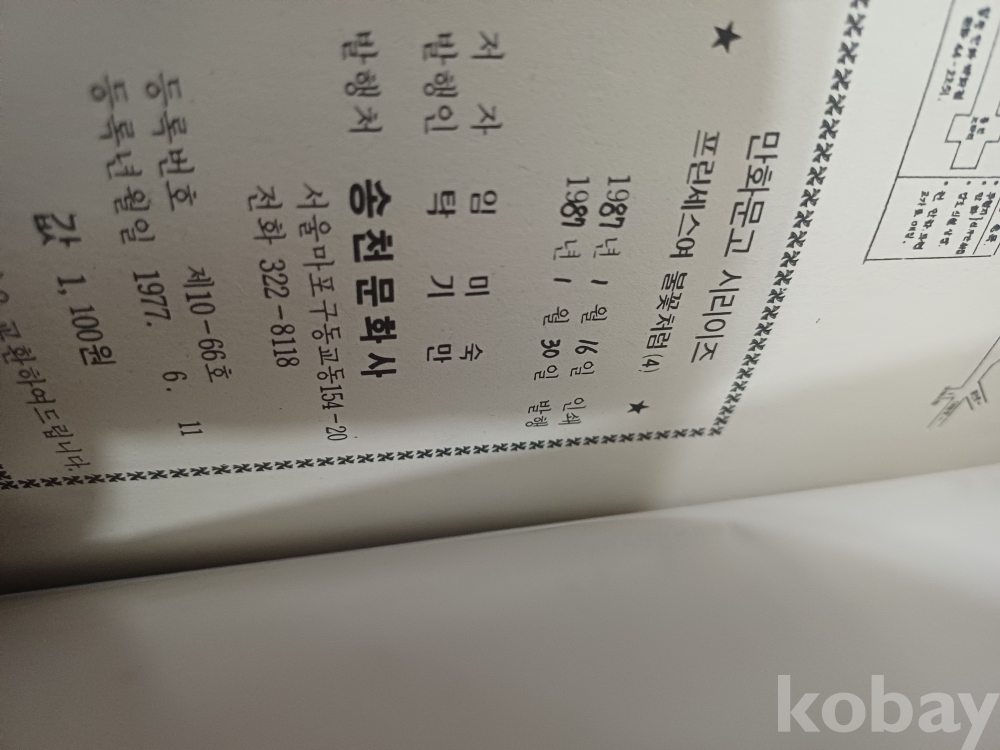 만화문고 시리이즈
★ 프린세스여 불꽃처럼 (4) ★
1987년 1월 16일 인쇄
1987년 1월 30일 발행
저 자 임 미 숙
발행인 탁 기 만
발행처 송천문화사
서울마포구동교동154-20
전화 322-8118
등록번호 제10-66호
등록년월일 1977. 6. 11
값 1,100원
교환하여드립니다.
kobay